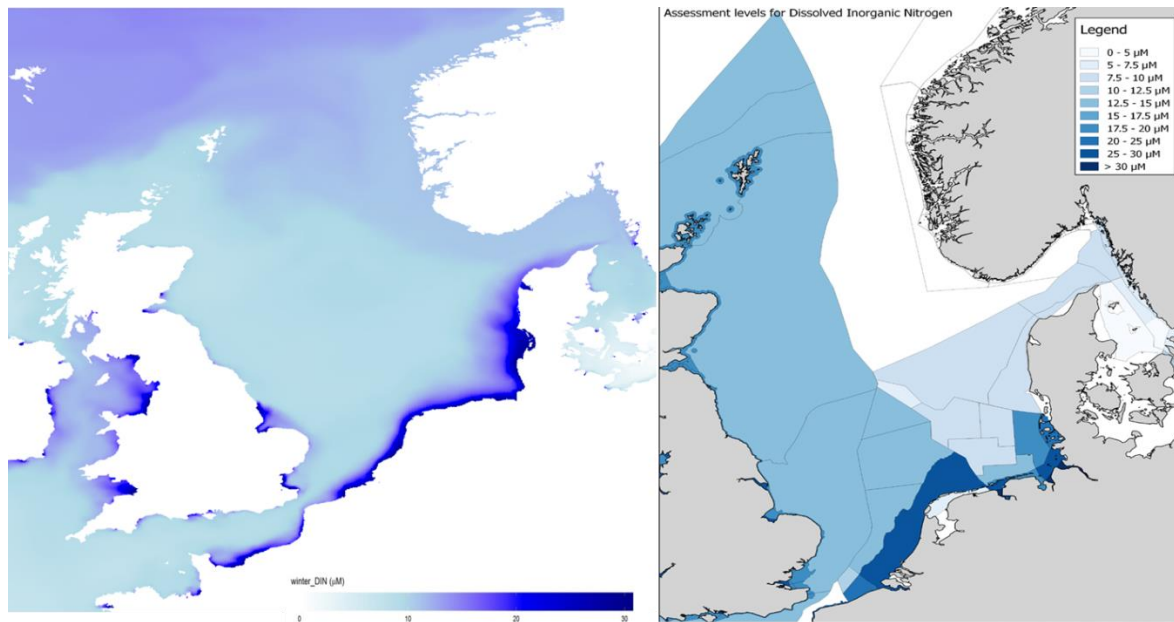 winter_DIN (µM)
0 10 20 30
Assessment levels for Dissolved Inorganic Nitrogen
Legend
0 - 5 µM
5 - 7.5 µM
7.5 - 10 µM
10 - 12.5 µM
12.5 - 15 µM
15 - 17.5 µM
17.5 - 20 µM
20 - 25 µM
25 - 30 µM
> 30 µM